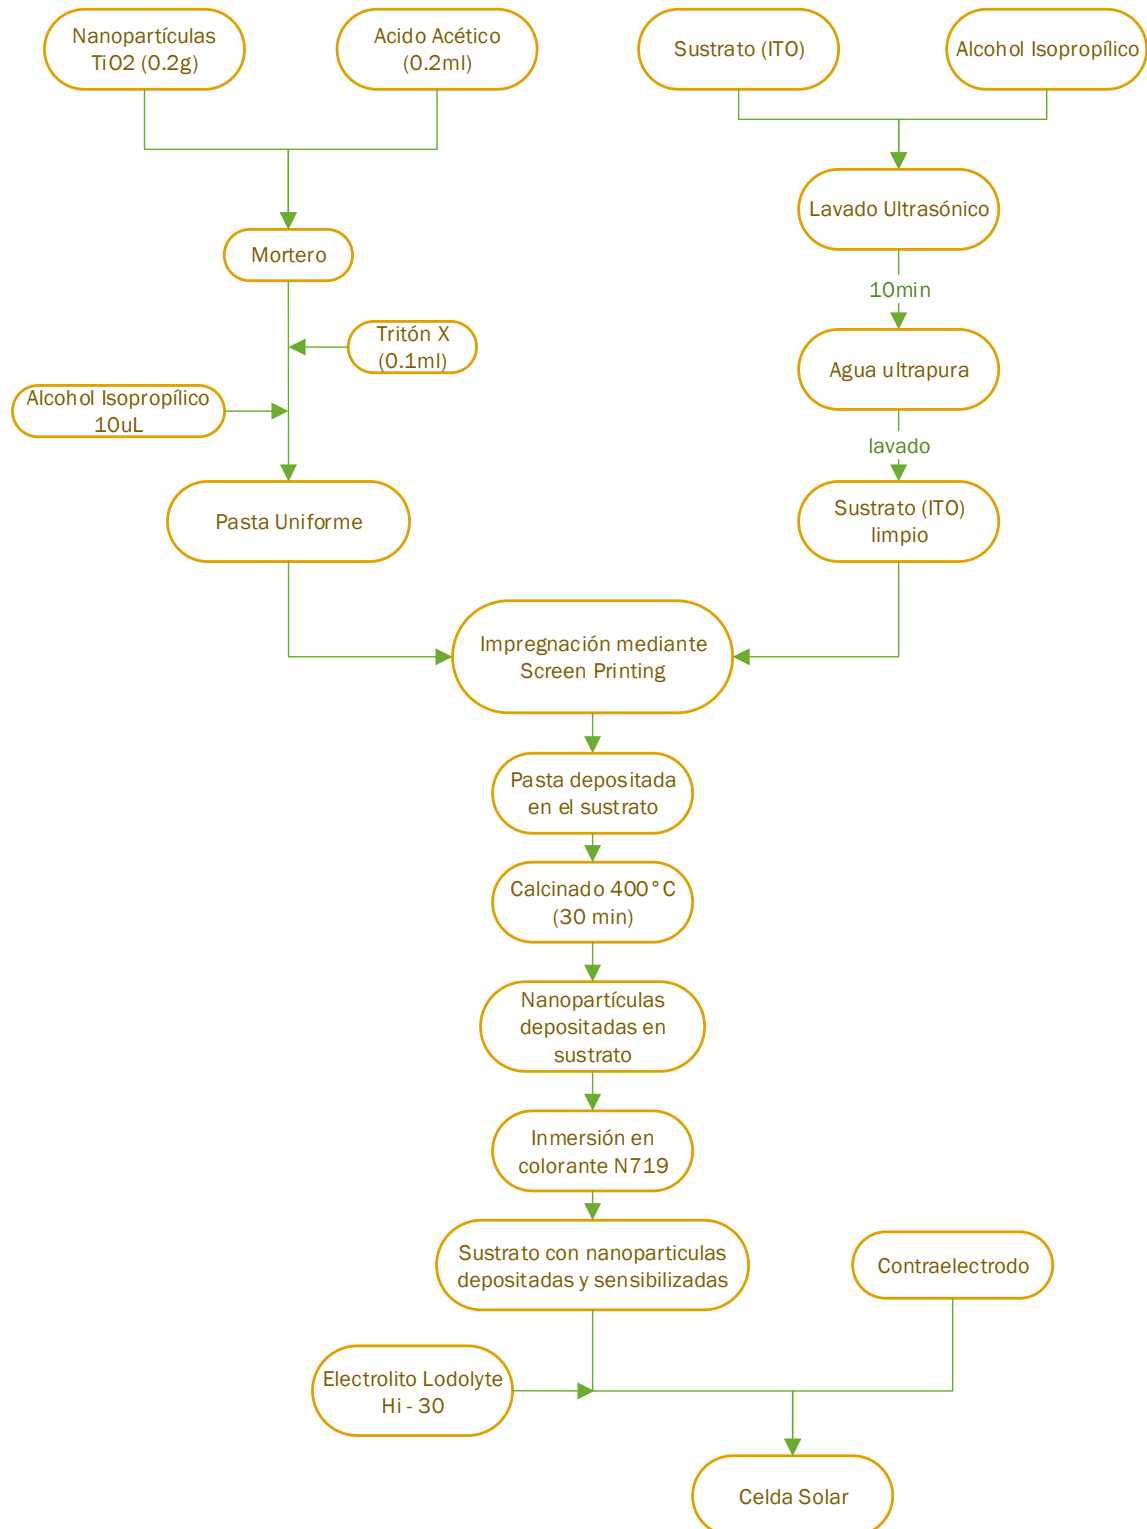 Nanopartículas
TiO2 (0.2g)
Acido Acético
(0.2ml)
Sustrato (ITO)
Alcohol Isopropílico
Lavado Ultrasónico
Mortero
10min
Tritón X
(0.1ml)
Agua ultrapura
Alcohol Isopropílico
10uL
lavado
Pasta Uniforme
Sustrato (ITO)
limpio
Impregnación mediante
Screen Printing
Pasta depositada
en el sustrato
Calcinado 400°C
(30 min)
Nanopartículas
depositadas en
sustrato
Inmersión en
colorante N719
Sustrato con nanoparticulas
depositadas y sensibilizadas
Contraelectrodo
Electrolito Lodolyte
Hi - 30
Celda Solar